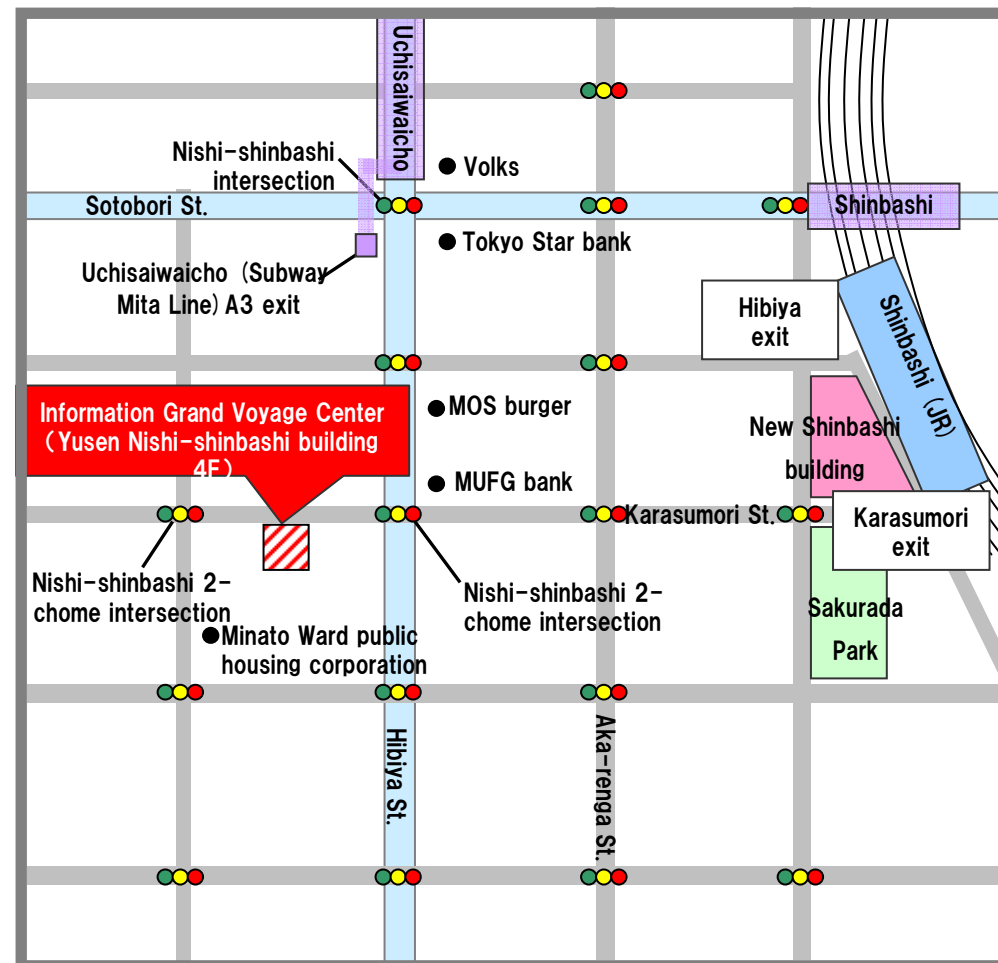 Uchisaiwaicho
Nishi-shinbashi
intersection
Volks
Sotobori St.
Shinbashi
Tokyo Star bank
Uchisaiwaicho (Subway
Mita Line) A3 exit
Hibiya
exit
Shinbashi (JR)
Information Grand Voyage Center
(Yusen Nishi-shinbashi building
4F)
MOS burger
New Shinbashi
building
MUFG bank
Karasumori St.
Karasumori
exit
Nishi-shinbashi 2-
chome intersection
Nishi-shinbashi 2-
chome intersection
Sakurada
Park
Minato Ward public
housing corporation
Hibiya St.
Aka-renga St.